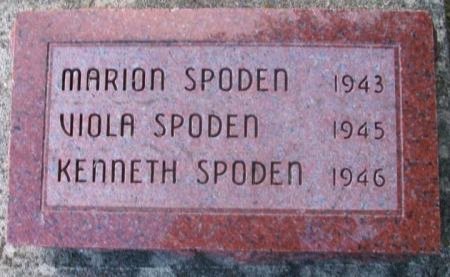 MARION SPODEN 1943
VIOLA SPODEN 1945
KENNETH SPODEN 1946